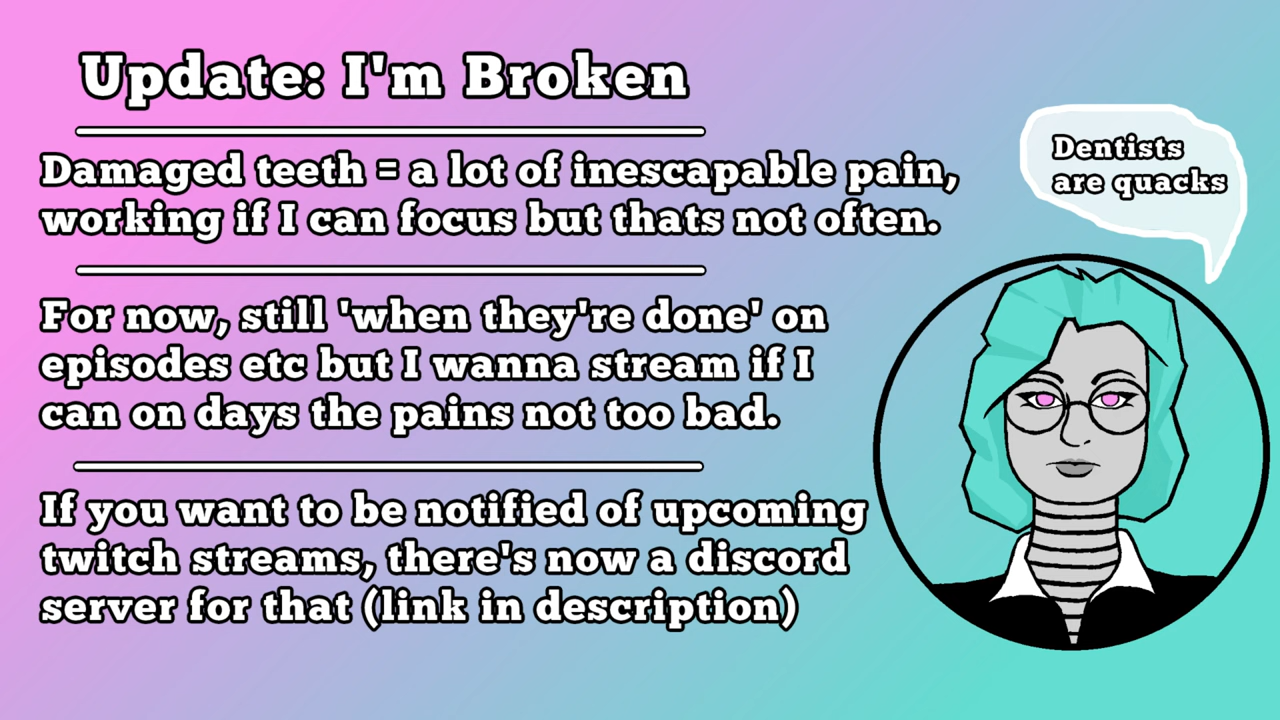 Update: I'm Broken
Damaged teeth = a lot of inescapable pain,
working if I can focus but thats not often.
For now, still 'when they're done' on
episodes etc but I wanna stream if I
can on days the pains not too bad.
If you want to be notified of upcoming
twitch streams, there's now a discord
server for that (link in description)
Dentists
are quacks